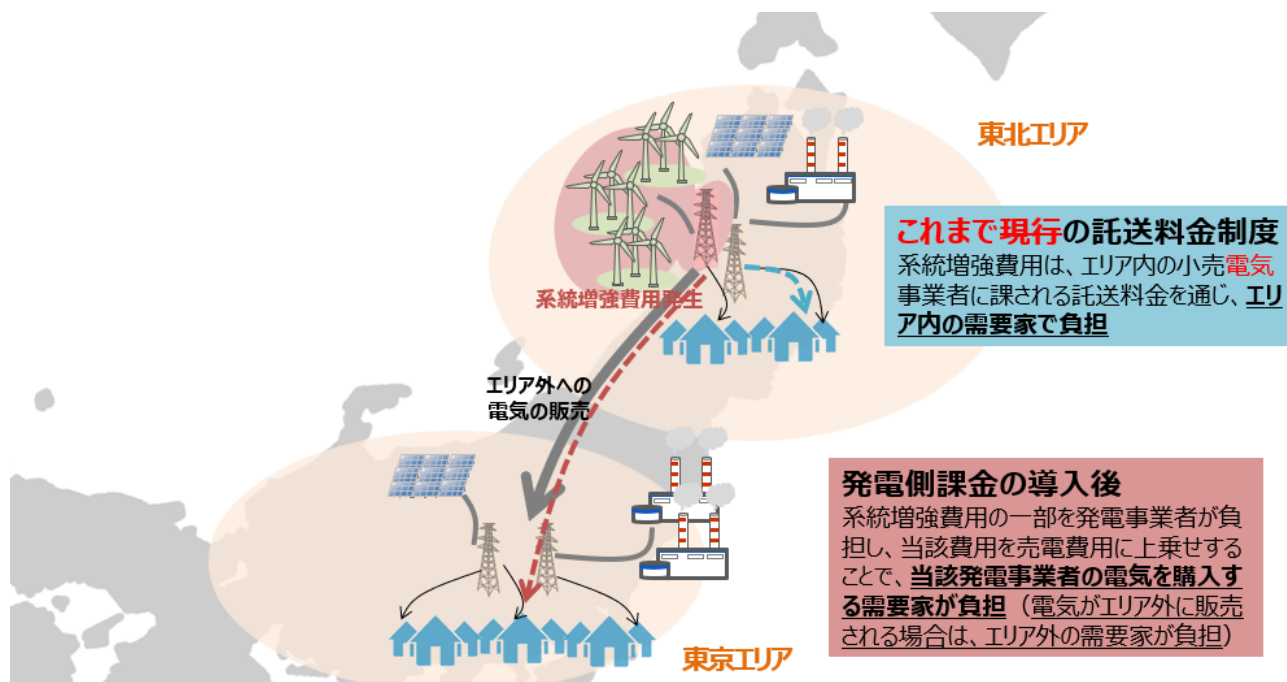 東北エリア
これまで現行の託送料金制度
系統増強費用は、エリア内の小売電気
事業者に課される託送料金を通じ、エリ
ア内の需要家で負担
系統増強費用発生
エリア外への
電気の販売
発電側課金の導入後
系統増強費用の一部を発電事業者が負
担し、当該費用を売電費用に上乗せする
ことで、当該発電事業者の電気を購入す
る需要家が負担（電気がエリア外に販売
される場合は、エリア外の需要家が負担）
東京エリア